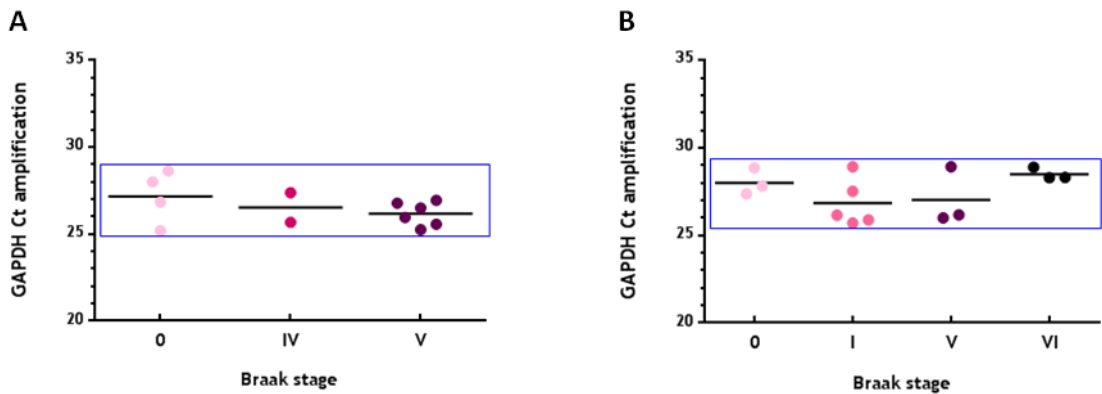 A
GAPDH Ct amplification
35
30
25
20
0 IV V
Braak stage
B
GAPDH Ct amplification
35
30
25
20
0 I V VI
Braak stage